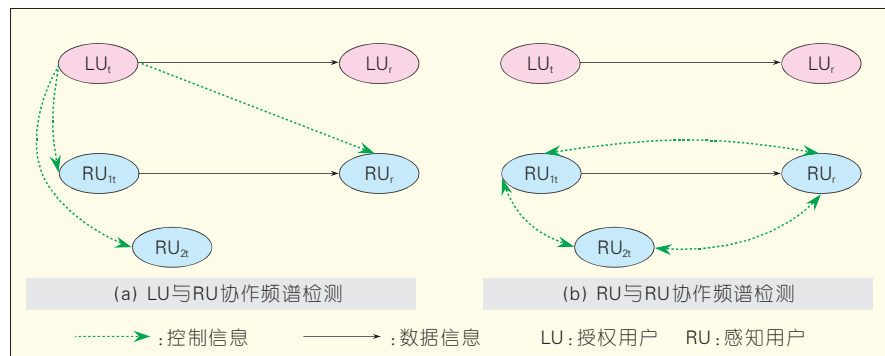 LUt LUr LUt LUr
RU1t RUr RU1t RUr
RU2t RU2t
(a) LU与RU协作频谱检测 (b) RU与RU协作频谱检测
:控制信息 :数据信息 LU:授权用户 RU:感知用户